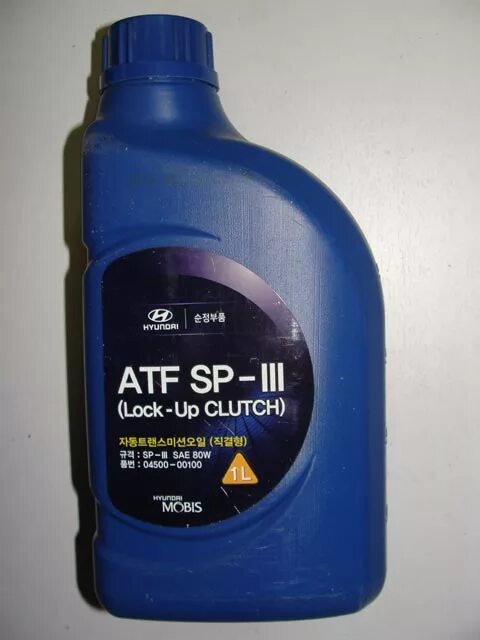 HYUNDAI 순정부품
ATF SP-III
(Lock-Up CLUTCH)
자동트랜스미션오일 (직결형)
규격 : SP-III SAE 80W
품번 : 04500-00100
1L
HYUNDAI
MOBIS